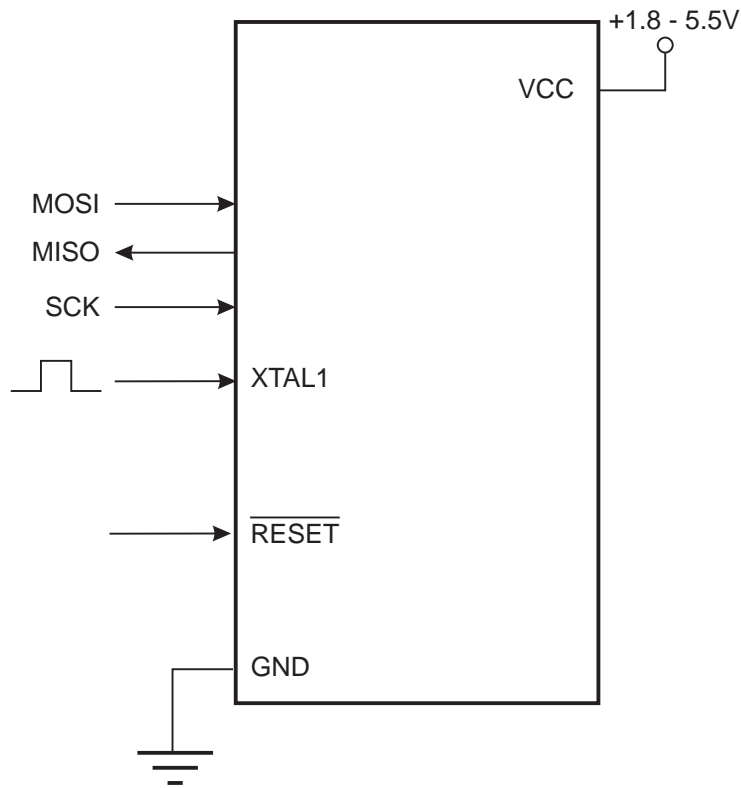 +1.8 - 5.5V
VCC
MOSI
MISO
SCK
XTAL1
RESET
GND